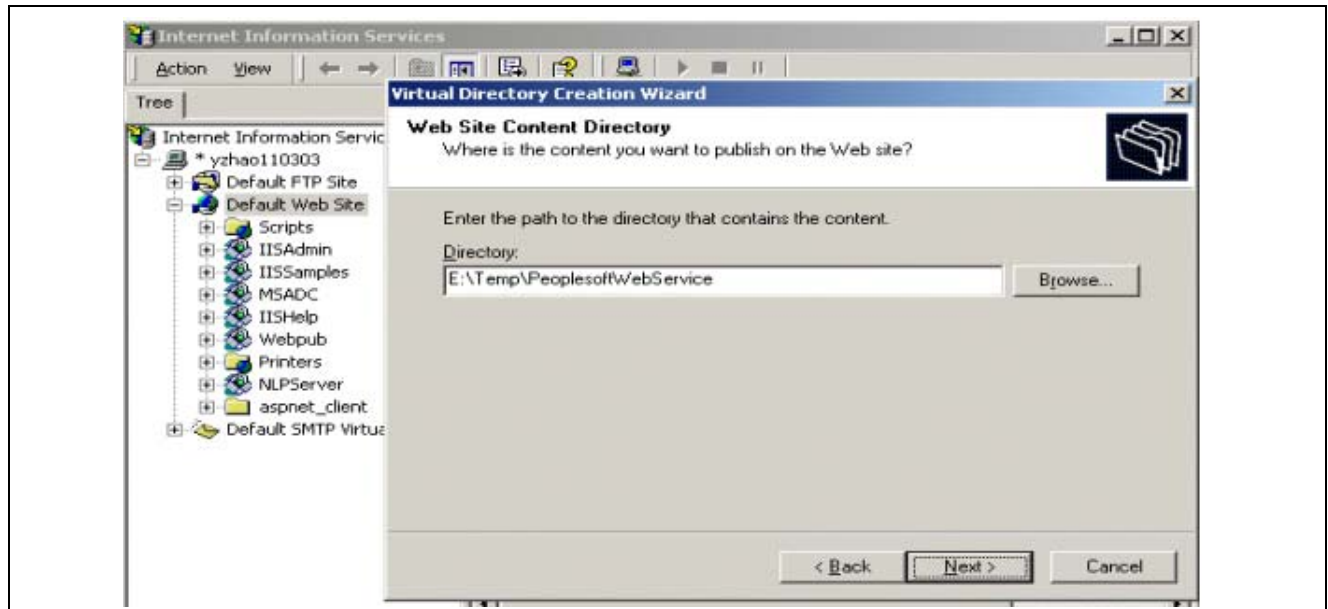 Internet Information Services
Action View
Tree
Internet Information Servic
* yzhao110303
Default FTP Site
Default Web Site
Scripts
IISAdmin
IISSamples
MSADC
IISHelp
Webpub
Printers
NLPServer
aspnet_client
Default SMTP Virtua
Virtual Directory Creation Wizard
Web Site Content Directory
Where is the content you want to publish on the Web site?
Enter the path to the directory that contains the content.
Directory:
E:\Temp\PeoplesoftWebService
Browse...
< Back Next > Cancel